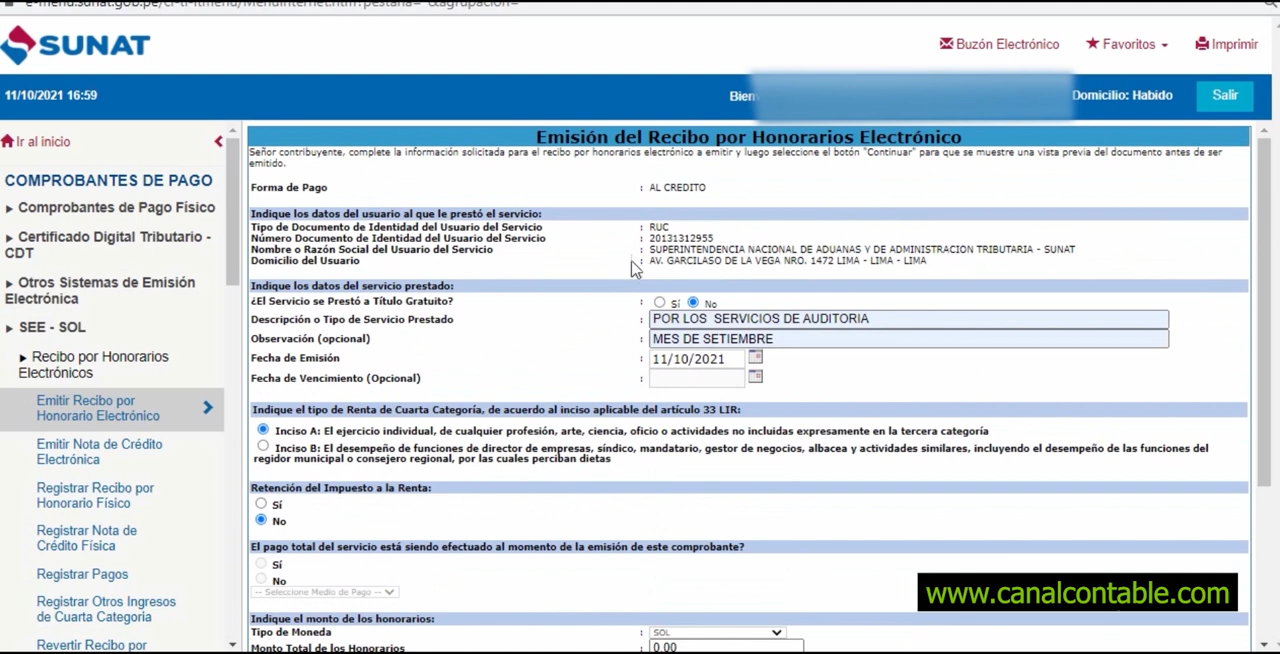 SUNAT
Buzón Electrónico
Favoritos
Imprimir
11/10/2021 16:59
Domicilio: Habido
Salir
Ir al inicio
COMPROBANTES DE PAGO
Comprobantes de Pago Físico
Certificado Digital Tributario -
CDT
Otros Sistemas de Emisión
Electrónica
SEE - SOL
Recibo por Honorarios
Electrónicos
Emitir Recibo por
Honorario Electrónico
Emitir Nota de Crédito
Electrónica
Registrar Recibo por
Honorario Físico
Registrar Nota de
Crédito Física
Registrar Pagos
Registrar Otros Ingresos
de Cuarta Categoria
Revertir Recibo por
Emisión del Recibo por Honorarios Electrónico
Señor contribuyente, complete la información solicitada para el recibo por honorarios electrónico a emitir y luego seleccione el botón "Continuar" para que se muestre una vista previa del documento antes de ser
emitido.
Forma de Pago : AL CREDITO
Indique los datos del usuario al que le prestó el servicio:
Tipo de Documento de Identidad del Usuario del Servicio : RUC
Número Documento de Identidad del Usuario del Servicio : 20131312955
Nombre o Razón Social del Usuario del Servicio : SUPERINTENDENCIA NACIONAL DE ADUANAS Y DE ADMINISTRACION TRIBUTARIA - SUNAT
Domicilio del Usuario : AV. GARCILASO DE LA VEGA NRO. 1472 LIMA - LIMA - LIMA
Indique los datos del servicio prestado:
¿El Servicio se Prestó a Título Gratuito? : Sí No
Descripción o Tipo de Servicio Prestado : POR LOS SERVICIOS DE AUDITORIA
Observación (opcional) : MES DE SETIEMBRE
Fecha de Emisión : 11/10/2021
Fecha de Vencimiento (Opcional) :
Indique el tipo de Renta de Cuarta Categoría, de acuerdo al inciso aplicable del artículo 33 LIR:
Inciso A: El ejercicio individual, de cualquier profesión, arte, ciencia, oficio o actividades no incluidas expresamente en la tercera categoría
Inciso B: El desempeño de funciones de director de empresas, síndico, mandatario, gestor de negocios, albacea y actividades similares, incluyendo el desempeño de las funciones del
regidor municipal o consejero regional, por las cuales perciban dietas
Retención del Impuesto a la Renta:
Sí
No
El pago total del servicio está siendo efectuado al momento de la emisión de este comprobante?
Sí
No
-- Seleccione Medio de Pago --
Indique el monto de los honorarios:
Tipo de Moneda : SOL
Monto Total de los Honorarios : 0.00
www.canalcontable.com